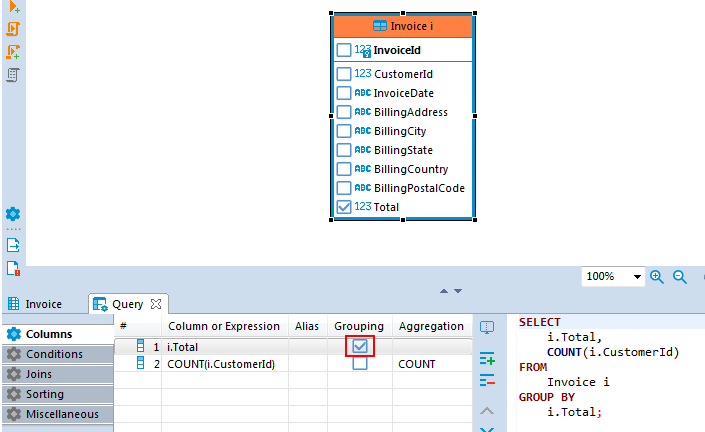 Invoice i
123 InvoiceId
123 CustomerId
ABC InvoiceDate
ABC BillingAddress
ABC BillingCity
ABC BillingState
ABC BillingCountry
ABC BillingPostalCode
123 Total
100%
Invoice
Query
Columns
Conditions
Joins
Sorting
Miscellaneous
# Column or Expression Alias Grouping Aggregation
1 i.Total
2 COUNT(i.CustomerId) COUNT
SELECT
i.Total,
COUNT(i.CustomerId)
FROM
Invoice i
GROUP BY
i.Total;